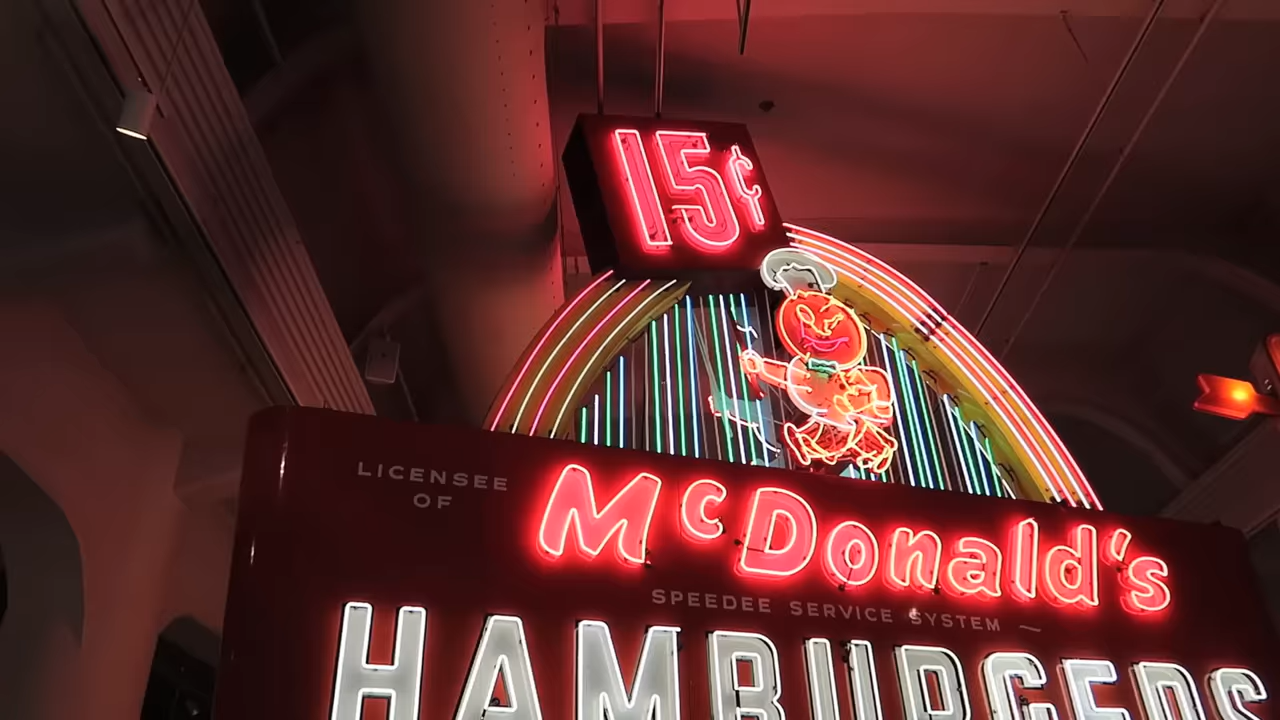 15¢
LICENSEE
OF
McDonald's
SPEEDEE SERVICE SYSTEM
HAMBURGERS